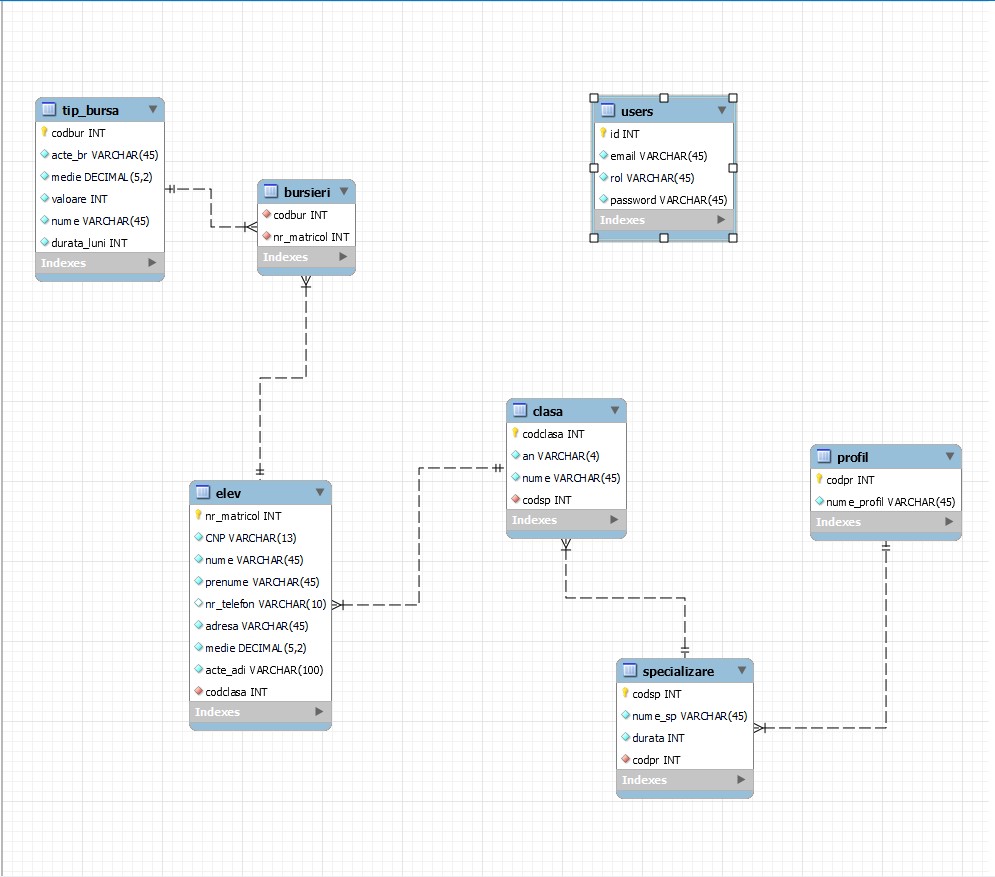 tip_bursa
codbur INT
acte_br VARCHAR(45)
medie DECIMAL(5,2)
valoare INT
nume VARCHAR(45)
durata_luni INT
Indexes
bursieri
codbur INT
nr_matricol INT
Indexes
users
id INT
email VARCHAR(45)
rol VARCHAR(45)
password VARCHAR(45)
Indexes
elev
nr_matricol INT
CNP VARCHAR(13)
nume VARCHAR(45)
prenume VARCHAR(45)
nr_telefon VARCHAR(10)
adresa VARCHAR(45)
medie DECIMAL(5,2)
acte_adi VARCHAR(100)
codclasa INT
Indexes
clasa
codclasa INT
an VARCHAR(4)
nume VARCHAR(45)
codsp INT
Indexes
profil
codpr INT
nume_profil VARCHAR(45)
Indexes
specializare
codsp INT
nume_sp VARCHAR(45)
durata INT
codpr INT
Indexes